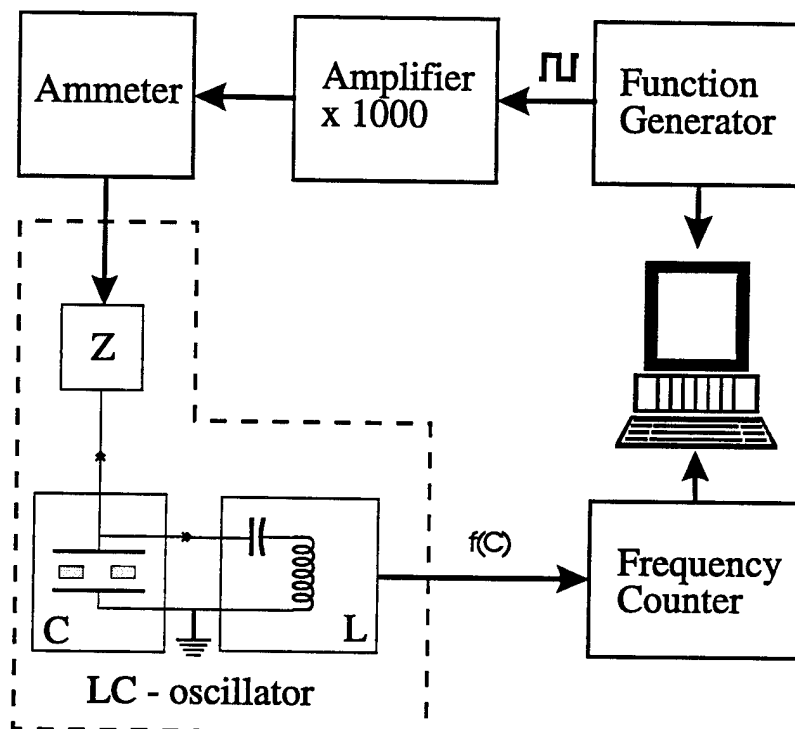 Ammeter
Amplifier
x 1000
Function
Generator
Z
C
L
LC - oscillator
f(C)
Frequency
Counter